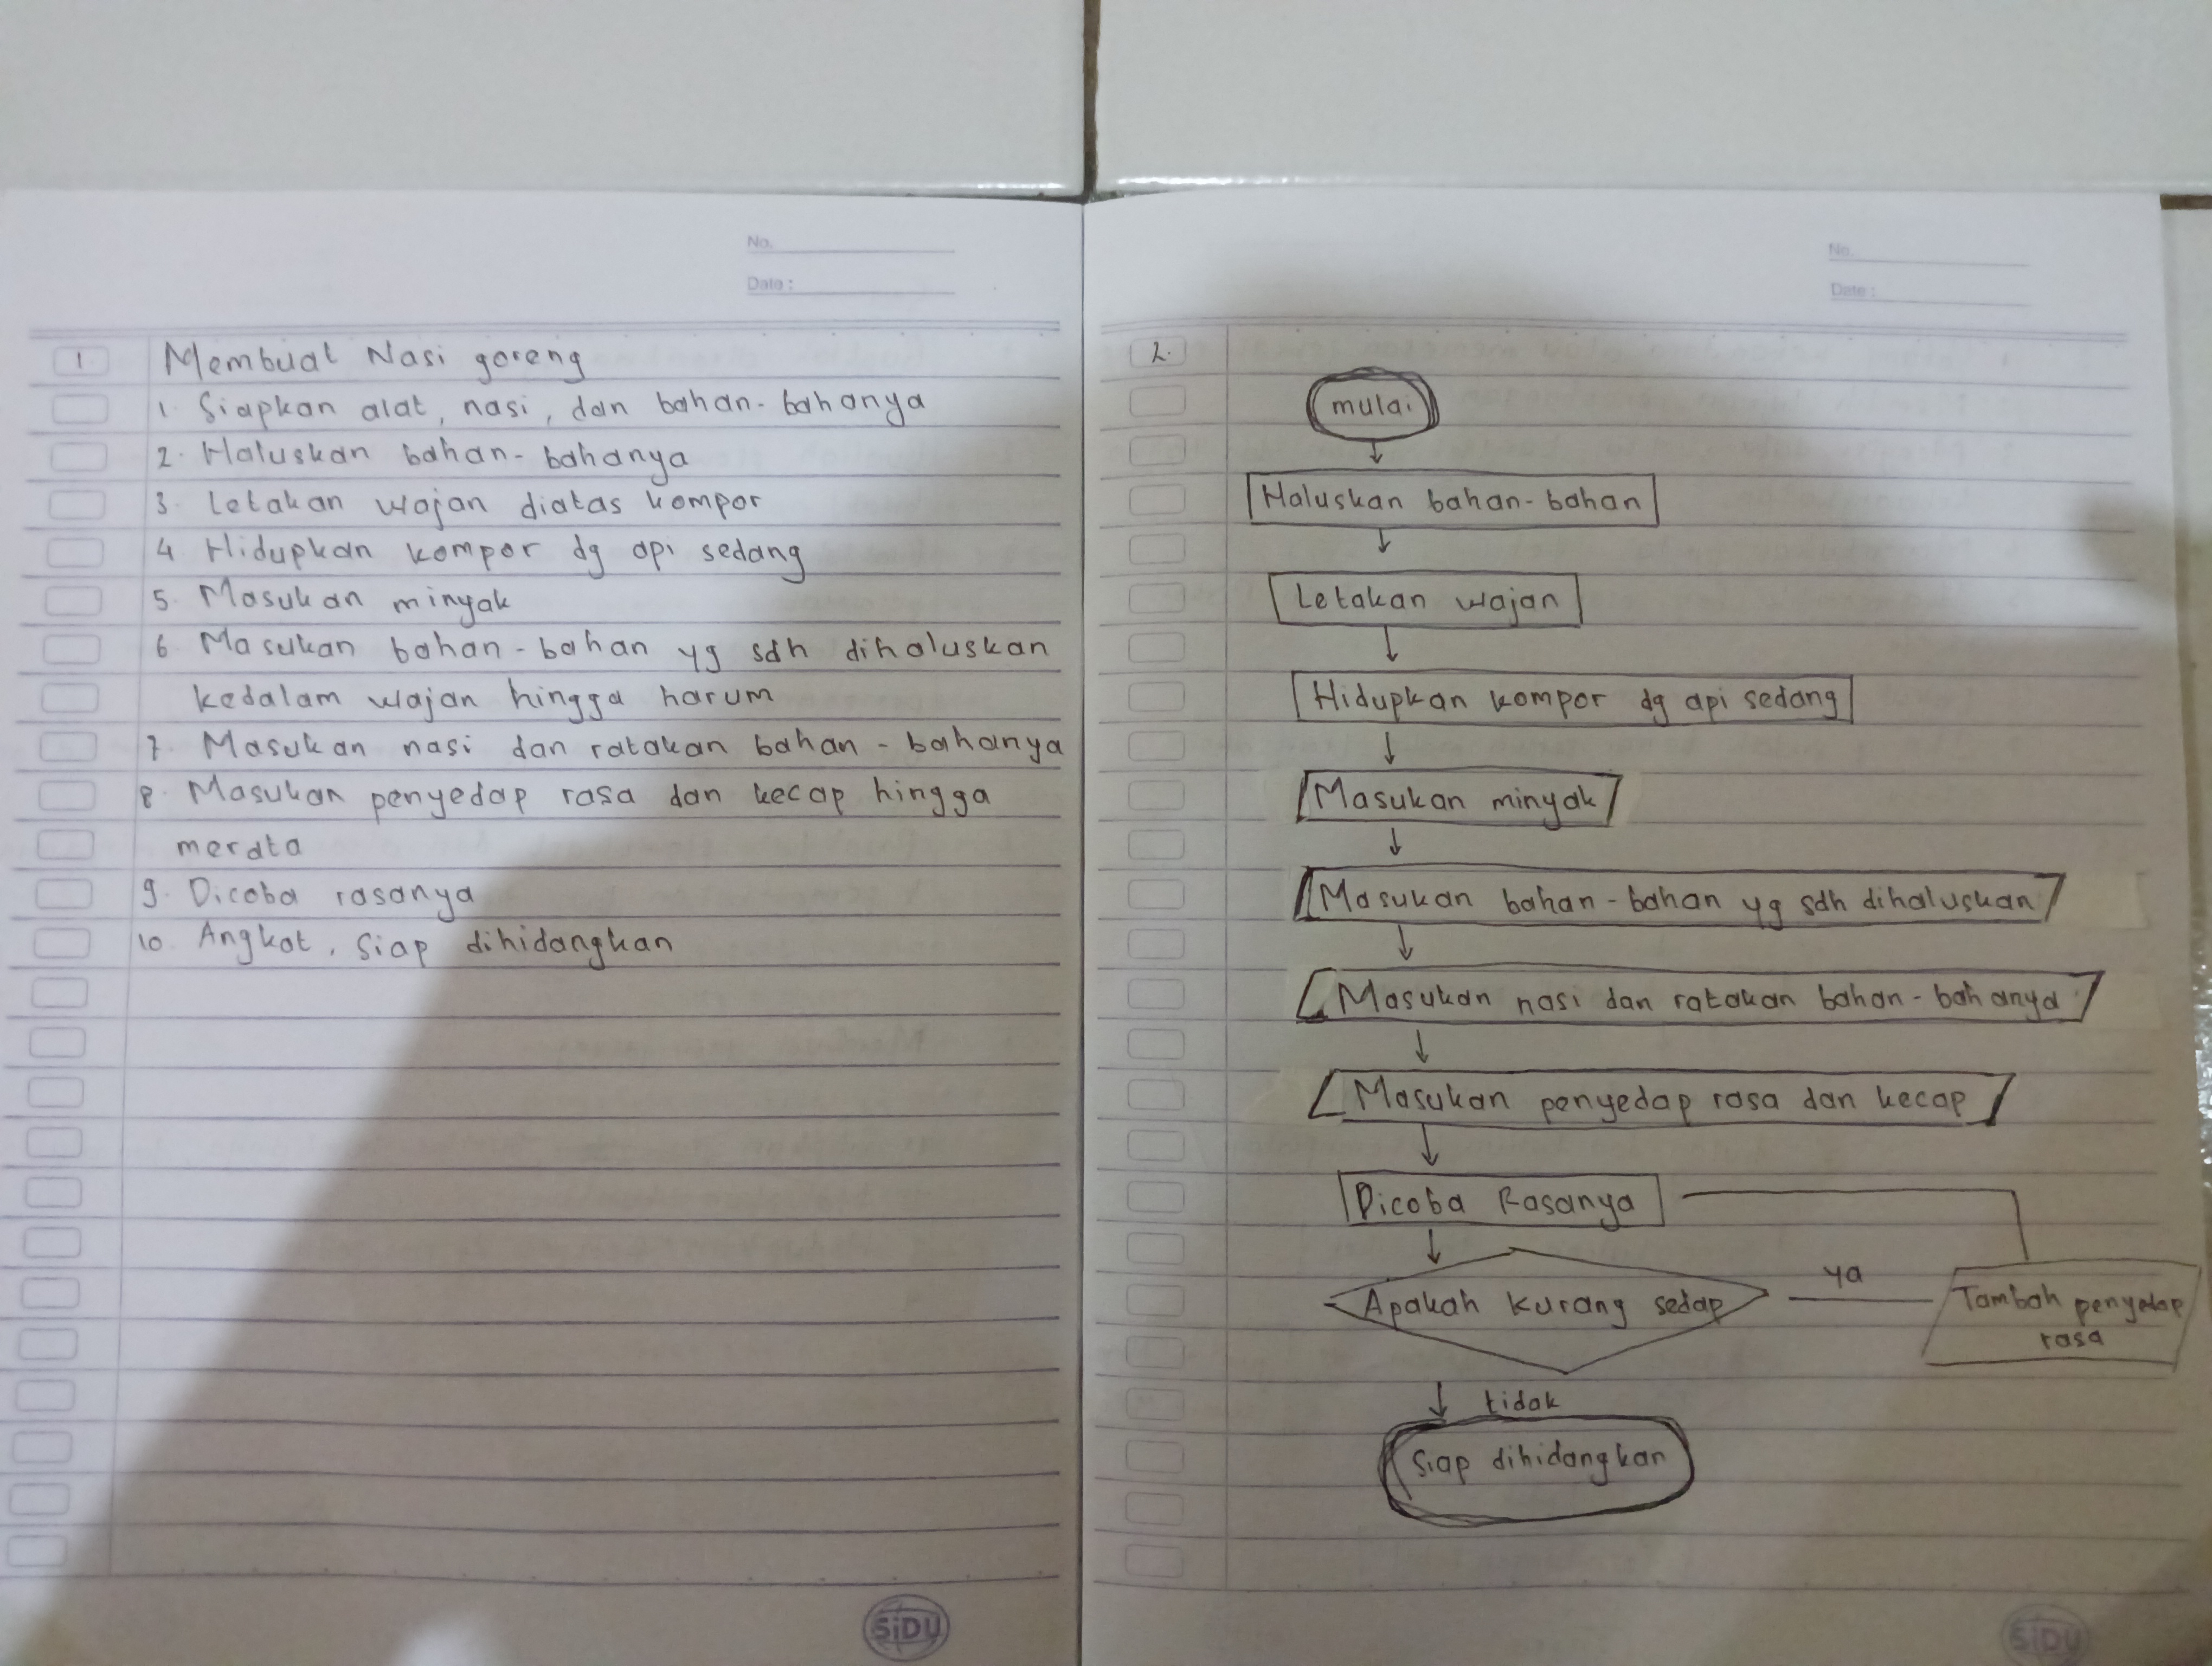 No.
Date :
1. Membuat Nasi goreng
1. Siapkan alat, nasi, dan bahan-bahanya
2. Haluskan bahan-bahanya
3. Letakan wajan diatas kompor
4 Hidupkan kompor dg api sedang
5. Masukan minyak
6 Masukan bahan-bahan yg sdh dihaluskan
kedalam wajan hingga harum
7. Masukan nasi dan ratakan bahan-bahanya
8. Masukan penyedap rasa dan kecap hingga
merata
9. Dicoba rasanya
10. Angkat, siap dihidangkan
SiDU
No.
Date :
2.
mulai
Haluskan bahan-bahan
Letakan wajan
Hidupkan kompor dg api sedang
Masukan minyak
Masukan bahan-bahan yg sdh dihaluskan
Masukan nasi dan ratakan bahan-bahanya
Masukan penyedap rasa dan kecap
Dicoba Rasanya
Apakah kurang sedap
ya
Tambah penyedap
rasa
tidak
Siap dihidangkan
SiDU